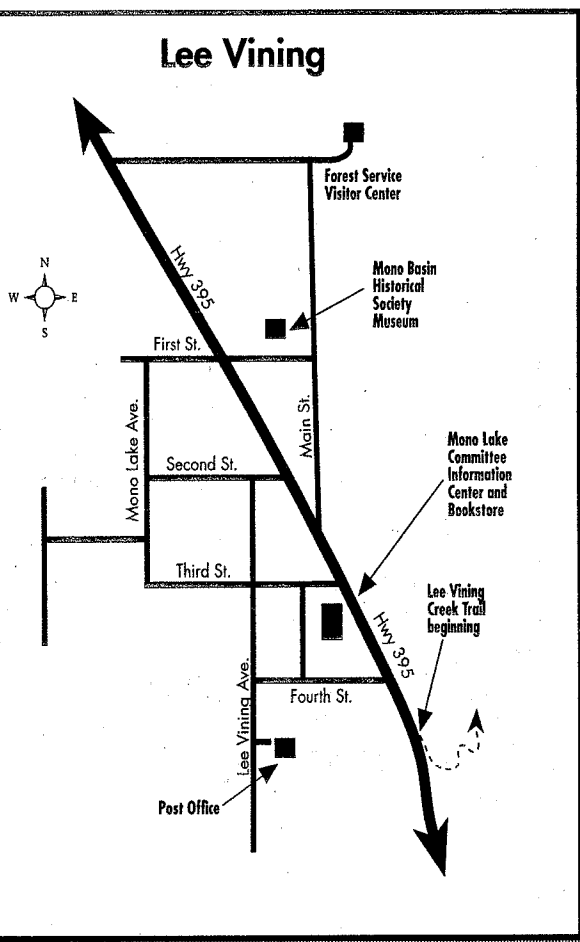 Lee Vining
Forest Service
Visitor Center
Hwy 395
N
W
E
S
Mono Basin
Historical
Society
Museum
First St.
Mono Lake Ave.
Main St.
Mono Lake
Committee
Information
Center and
Bookstore
Second St.
Third St.
Lee Vining
Creek Trail
beginning
Hwy 395
Lee Vining Ave.
Fourth St.
Post Office